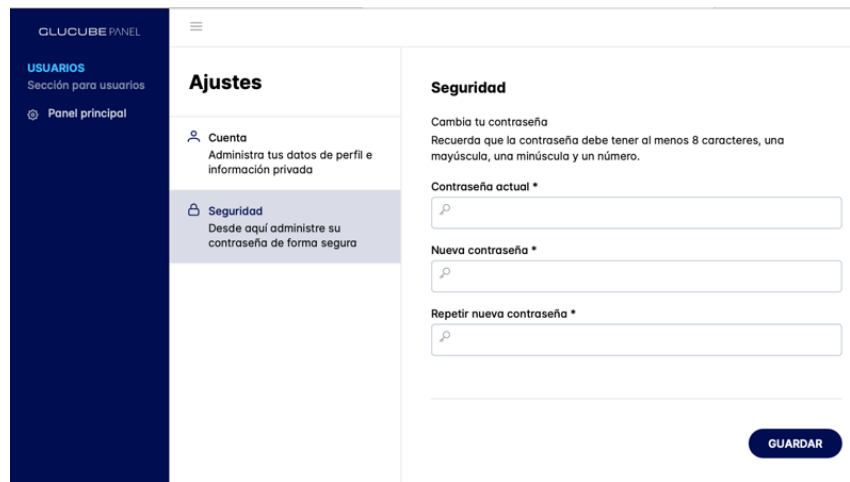 GLUCUBE PANEL
USUARIOS
Sección para usuarios
Panel principal
Ajustes
Cuenta
Administra tus datos de perfil e
información privada
Seguridad
Desde aquí administre su
contraseña de forma segura
Seguridad
Cambia tu contraseña
Recuerda que la contraseña debe tener al menos 8 caracteres, una
mayúscula, una minúscula y un número.
Contraseña actual *
Nueva contraseña *
Repetir nueva contraseña *
GUARDAR